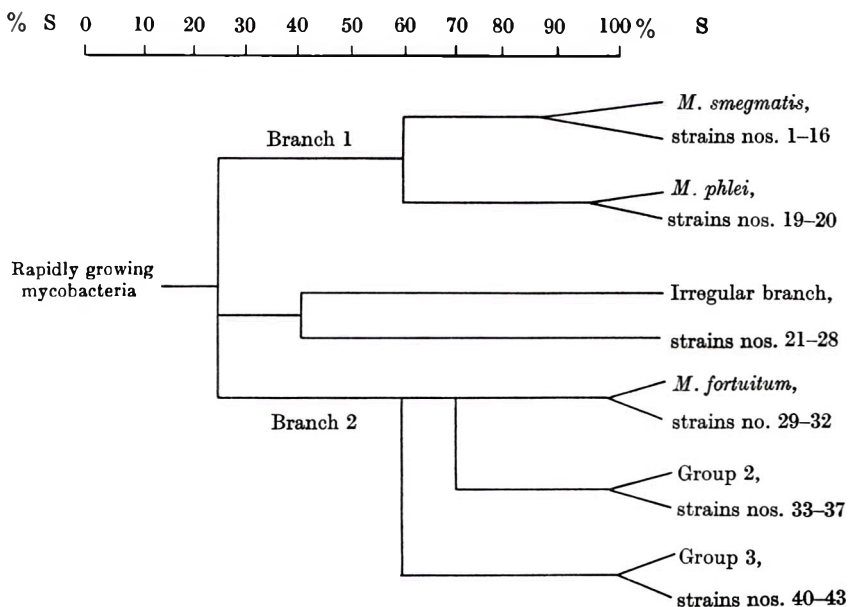 % S 0 10 20 30 40 50 60 70 80 90 100 % S
M. smegmatis,
strains nos. 1–16
Branch 1
M. phlei,
strains nos. 19–20
Rapidly growing
mycobacteria
Irregular branch,
strains nos. 21–28
M. fortuitum,
strains no. 29–32
Branch 2
Group 2,
strains nos. 33–37
Group 3,
strains nos. 40–43